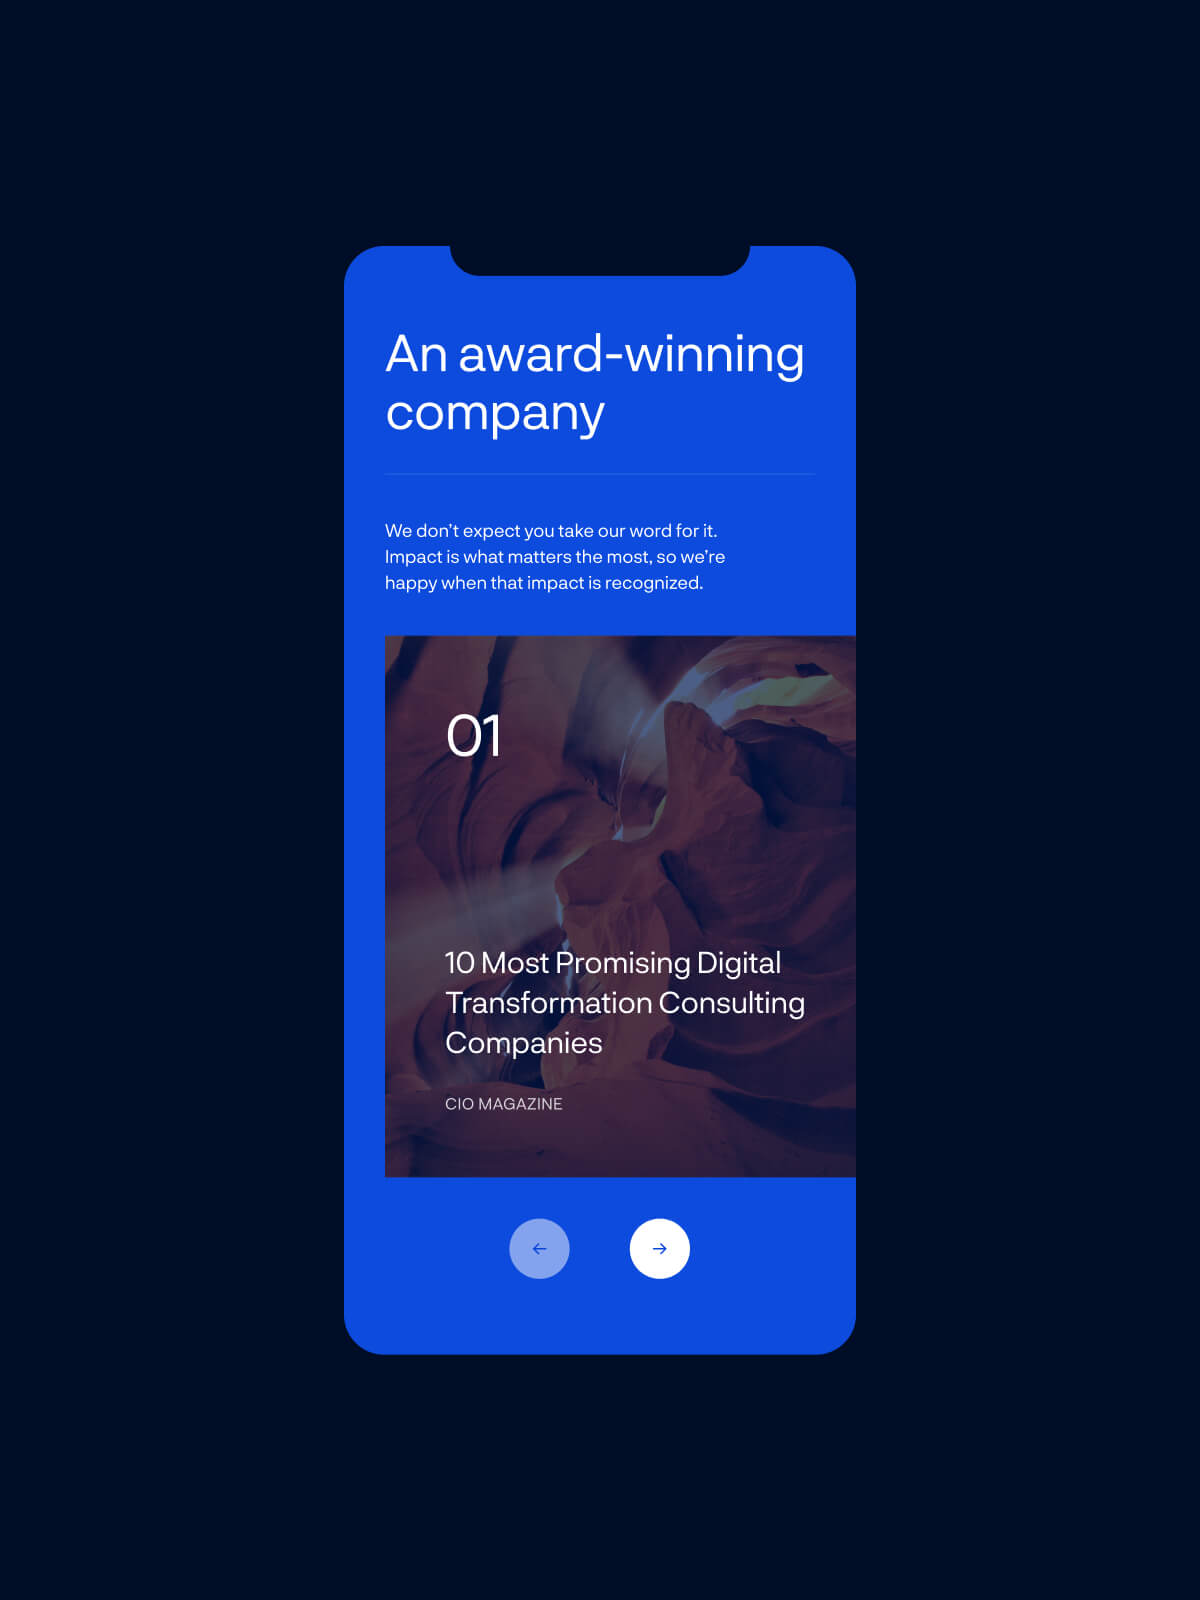 An award-winning
company
We don’t expect you take our word for it.
Impact is what matters the most, so we’re
happy when that impact is recognized.
01
10 Most Promising Digital
Transformation Consulting
Companies
CIO MAGAZINE